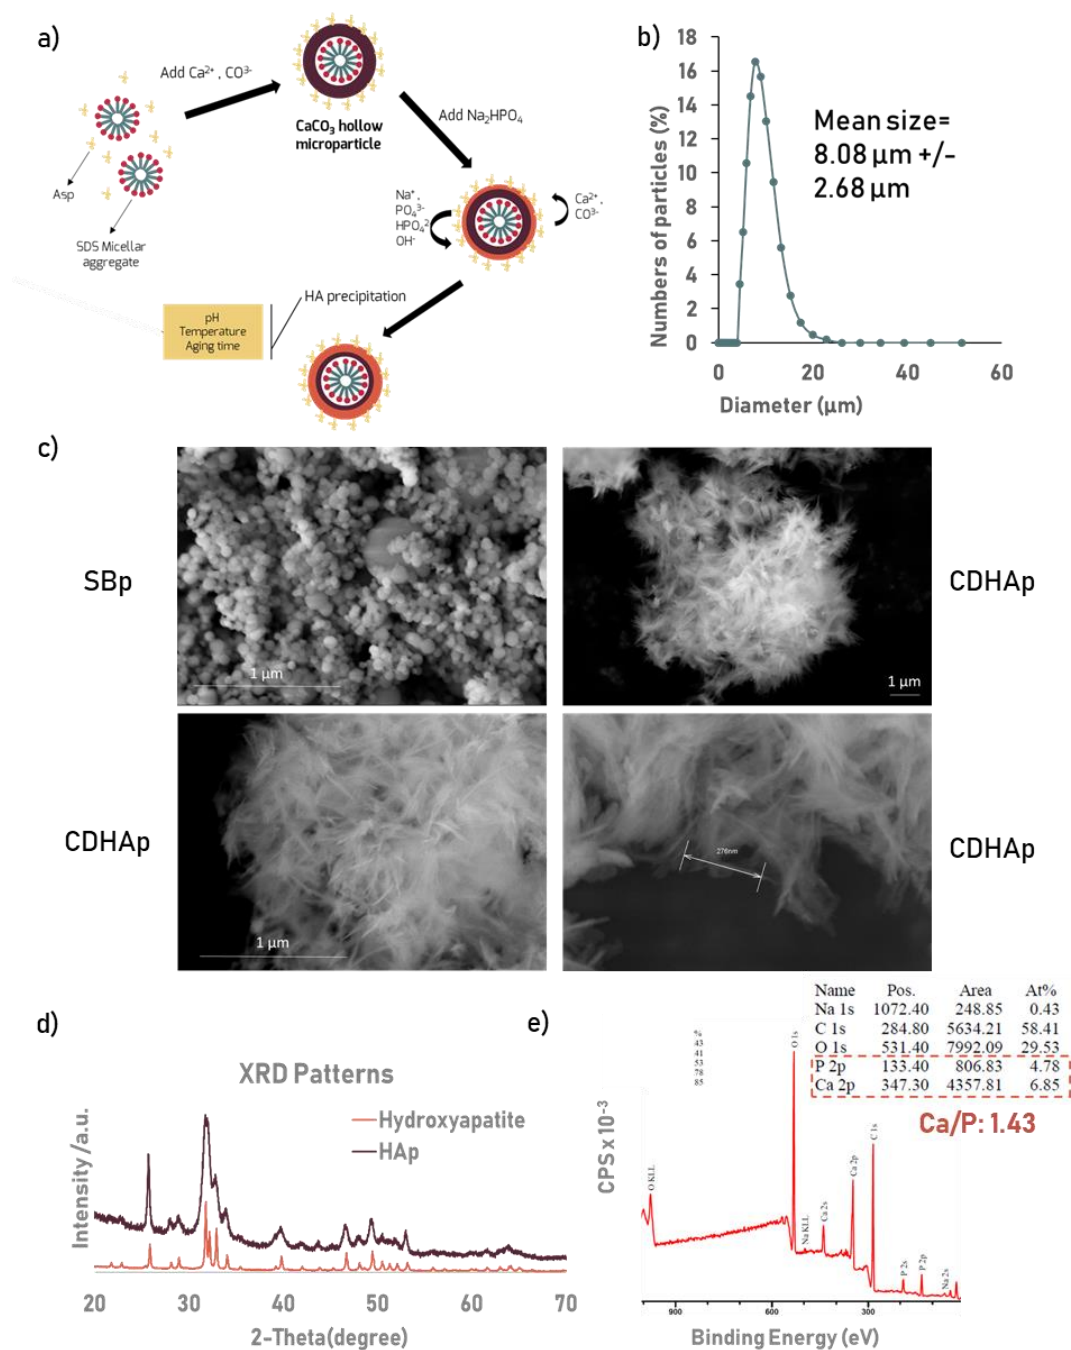 a)
Add Ca²⁺ , CO³⁻
CaCO₃ hollow
microparticle
Add Na₂HPO₄
Asp
SDS Micellar
aggregate
Na⁺,
PO₄³⁻
HPO₄²
OH⁻
Ca²⁺,
CO³⁻
HA precipitation
pH
Temperature
Aging time
b)
Numbers of particles (%)
18
16
14
12
10
8
6
4
2
0
0 20 40 60
Diameter (µm)
Mean size=
8.08 µm +/-
2.68 µm
c)
SBp
1 µm
CDHAp
1 µm
CDHAp
1 µm
CDHAp
276nm
d)
XRD Patterns
Hydroxyapatite
HAp
Intensity/a.u.
20 30 40 50 60 70
2-Theta(degree)
e)
Name Pos. Area At%
Na 1s 1072.40 248.85 0.43
C 1s 284.80 5634.21 58.41
O 1s 531.40 7992.09 29.53
P 2p 133.40 806.83 4.78
Ca 2p 347.30 4357.81 6.85
Ca/P: 1.43
%
43
41
53
78
85
CPS x 10⁻³
O KLL
O 1s
Na KLL
Ca 2s
Ca 2p
C 1s
P 2s
P 2p
Na 2s
900 600 300
Binding Energy (eV)